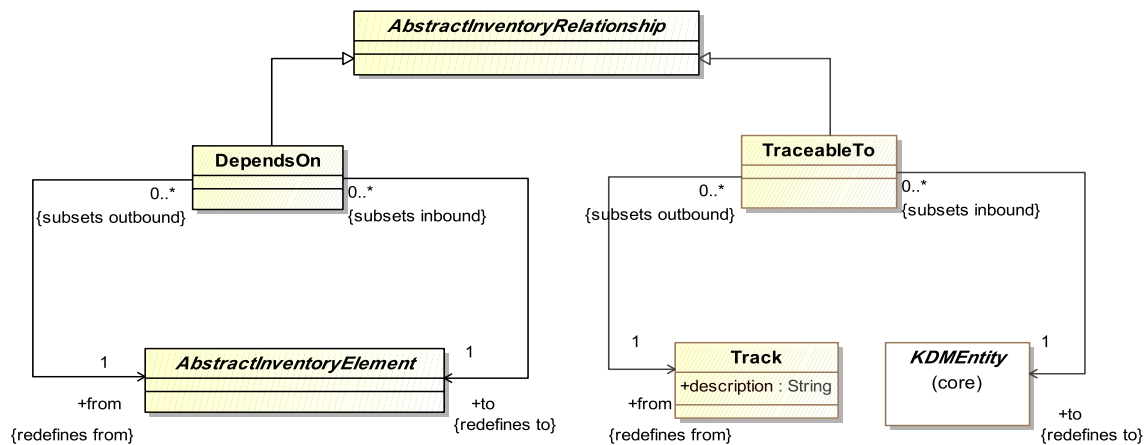 AbstractInventoryRelationship
DependsOn
TraceableTo
0..*
0..*
{subsets outbound}
{subsets inbound}
0..*
0..*
{subsets outbound}
{subsets inbound}
1
AbstractInventoryElement
1
+from
{redefines from}
+to
{redefines to}
1
Track
+description : String
+from
{redefines from}
KDMEntity
(core)
1
+to
{redefines to}